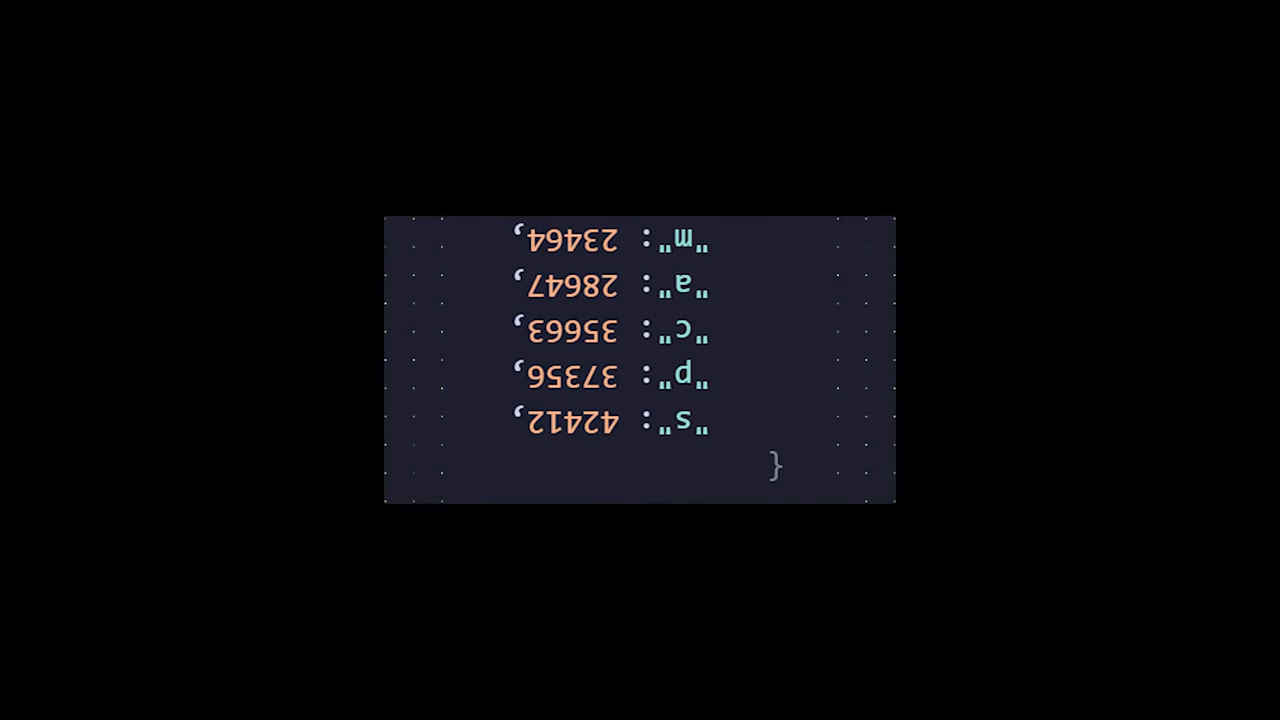 {
"s": 42412,
"p": 37356,
"c": 35663,
"a": 28647,
"m": 23464,